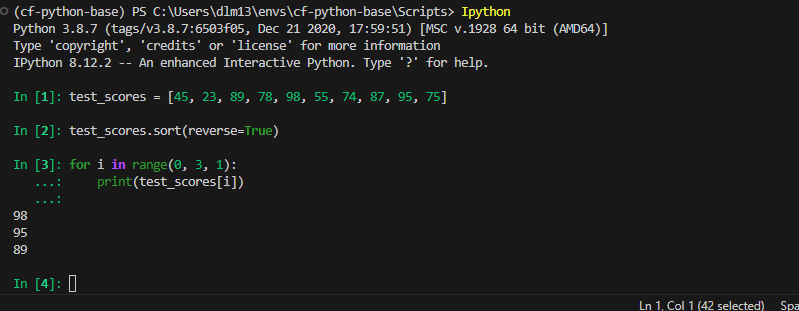 (cf-python-base) PS C:\Users\dlm13\envs\cf-python-base\Scripts> Ipython
Python 3.8.7 (tags/v3.8.7:6503f05, Dec 21 2020, 17:59:51) [MSC v.1928 64 bit (AMD64)]
Type 'copyright', 'credits' or 'license' for more information
IPython 8.12.2 -- An enhanced Interactive Python. Type '?' for help.
In [1]: test_scores = [45, 23, 89, 78, 98, 55, 74, 87, 95, 75]
In [2]: test_scores.sort(reverse=True)
In [3]: for i in range(0, 3, 1):
...:     print(test_scores[i])
...:
98
95
89
In [4]:
Ln 1, Col 1 (42 selected)